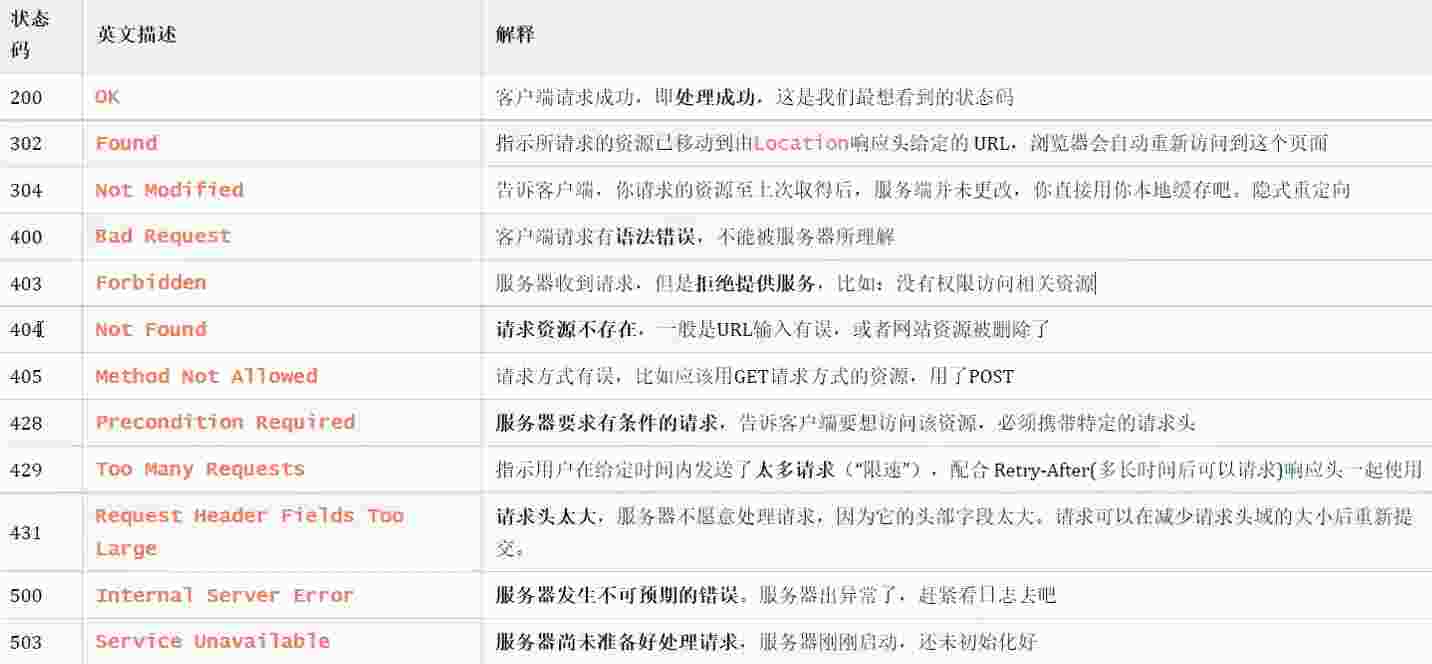 状态
码
英文描述
解释
200
OK
客户端请求成功，即处理成功，这是我们最想看到的状态码
302
Found
指示所请求的资源已移动到由Location响应头给定的 URL，浏览器会自动重新访问到这个页面
304
Not Modified
告诉客户端，你请求的资源至上次取得后，服务端并未更改，你直接用你本地缓存吧。隐式重定向
400
Bad Request
客户端请求有语法错误，不能被服务器所理解
403
Forbidden
服务器收到请求，但是拒绝提供服务，比如：没有权限访问相关资源
404
Not Found
请求资源不存在，一般是URL输入有误，或者网站资源被删除了
405
Method Not Allowed
请求方式有误，比如应该用GET请求方式的资源，用了POST
428
Precondition Required
服务器要求有条件的请求，告诉客户端要想访问该资源，必须携带特定的请求头
429
Too Many Requests
指示用户在给定时间内发送了太多请求（“限速”），配合 Retry-After(多长时间后可以请求)响应头一起使用
431
Request Header Fields Too
Large
请求头太大，服务器不愿意处理请求，因为它的头部字段太大。请求可以在减少请求头域的大小后重新提
交。
500
Internal Server Error
服务器发生不可预期的错误。服务器出异常了，赶紧看日志去吧
503
Service Unavailable
服务器尚未准备好处理请求，服务器刚刚启动，还未初始化好